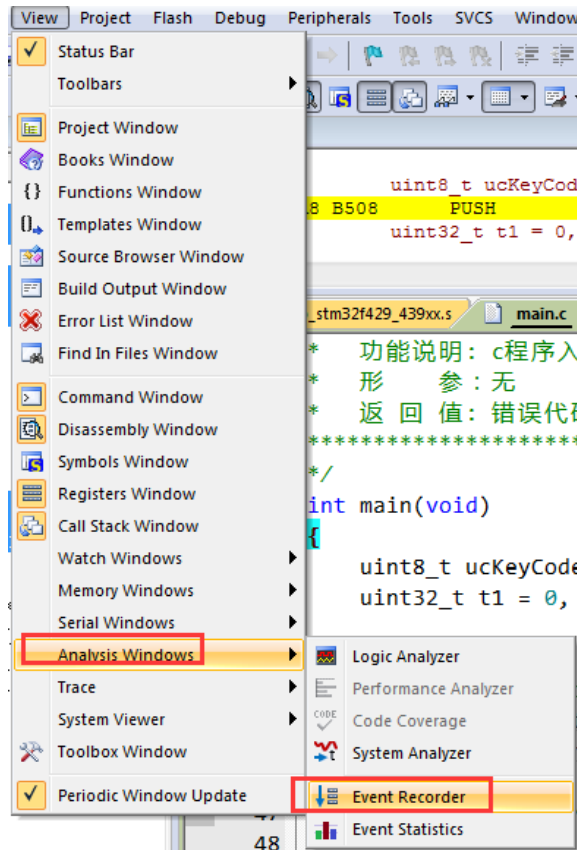 View Project Flash Debug Peripherals Tools SVCS Window
Status Bar
Toolbars
Project Window
Books Window
Functions Window
Templates Window
Source Browser Window
Build Output Window
Error List Window
Find In Files Window
Command Window
Disassembly Window
Symbols Window
Registers Window
Call Stack Window
Watch Windows
Memory Windows
Serial Windows
Analysis Windows
Trace
System Viewer
Toolbox Window
Periodic Window Update
uint8_t ucKeyCod
8 B508 PUSH
uint32_t t1 = 0,
_stm32f429_439xx.s main.c
* 功能说明: c程序入
* 形 参：无
* 返 回 值: 错误代码
**********************
*/
int main(void)
{
uint8_t ucKeyCode
uint32_t t1 = 0,
Logic Analyzer
Performance Analyzer
CODE Code Coverage
System Analyzer
Event Recorder
Event Statistics
47
48